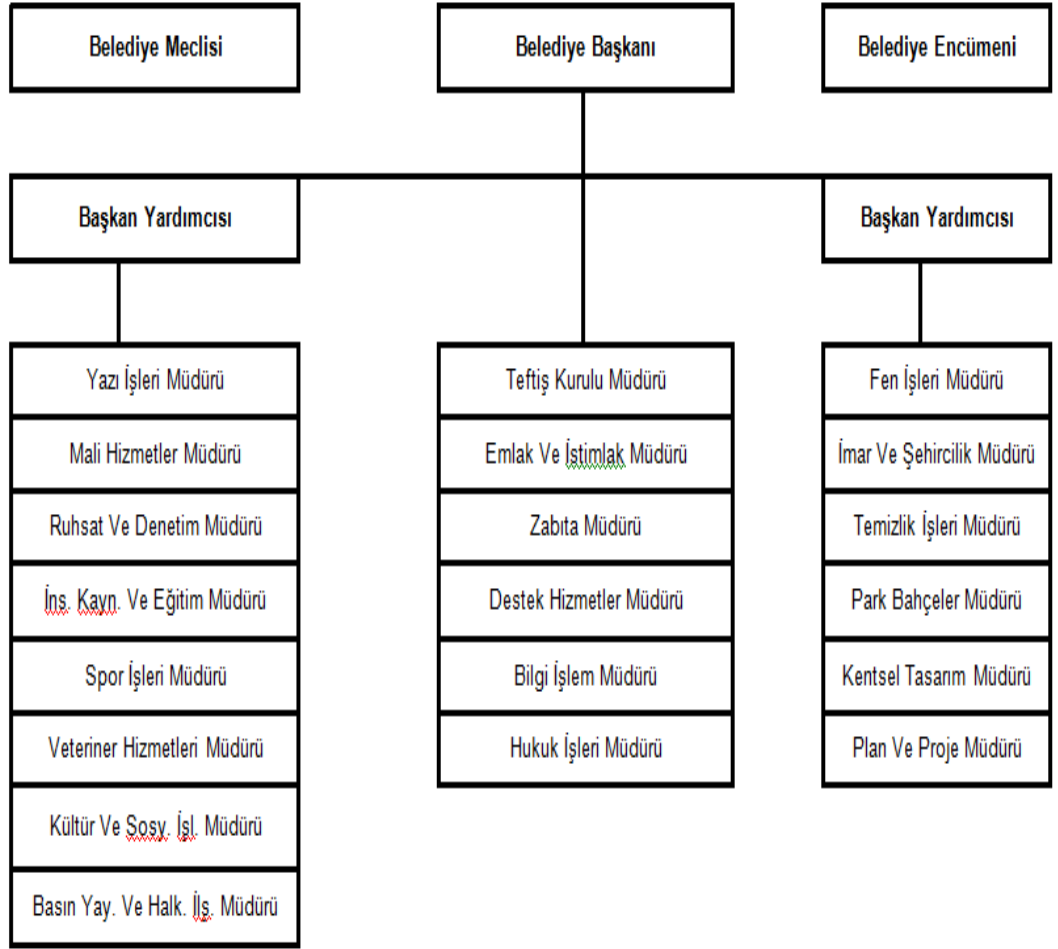 Belediye Meclisi
Belediye Başkanı
Belediye Encümeni
Başkan Yardımcısı
Başkan Yardımcısı
Yazı İşleri Müdürü
Mali Hizmetler Müdürü
Ruhsat Ve Denetim Müdürü
İns. Kayn. Ve Eğitim Müdürü
Spor İşleri Müdürü
Veteriner Hizmetleri Müdürü
Kültür Ve Sosy. İşl. Müdürü
Basın Yay. Ve Halk. İlş. Müdürü
Teftiş Kurulu Müdürü
Emlak Ve İstimlak Müdürü
Zabıta Müdürü
Destek Hizmetler Müdürü
Bilgi İşlem Müdürü
Hukuk İşleri Müdürü
Fen İşleri Müdürü
İmar Ve Şehircilik Müdürü
Temizlik İşleri Müdürü
Park Bahçeler Müdürü
Kentsel Tasarım Müdürü
Plan Ve Proje Müdürü